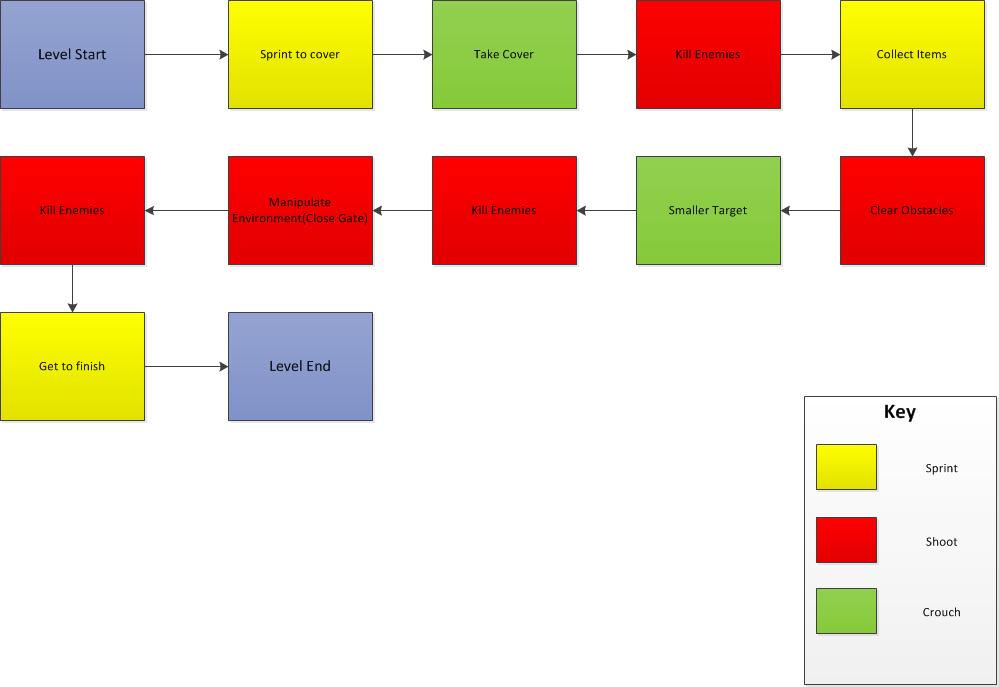 Level Start
Sprint to cover
Take Cover
Kill Enemies
Collect Items
Kill Enemies
Manipulate
Environment(Close Gate)
Kill Enemies
Smaller Target
Clear Obstacles
Get to finish
Level End
Key
Sprint
Shoot
Crouch